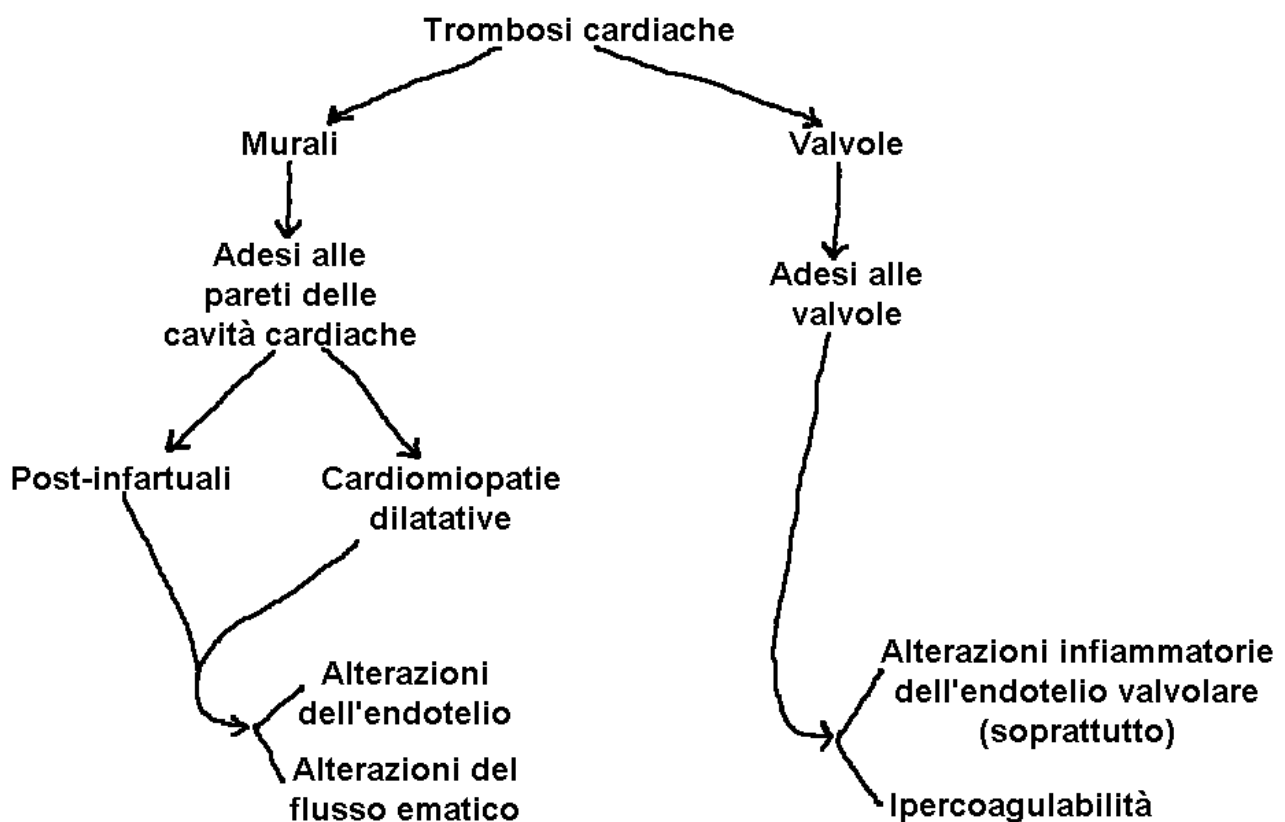 Trombosi cardiache
Murali
Valvole
Adesi alle
pareti delle
cavità cardiache
Adesi alle
valvole
Post-infartuali
Cardiomiopatie
dilatative
Alterazioni
dell'endotelio
Alterazioni del
flusso ematico
Alterazioni infiammatorie
dell'endotelio valvolare
(soprattutto)
Ipercoagulabilità